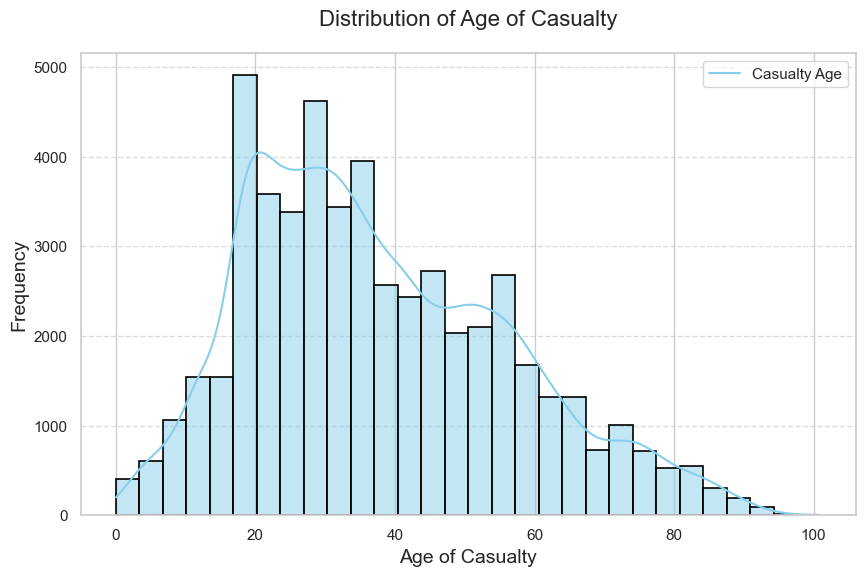 Distribution of Age of Casualty
Casualty Age
5000
4000
3000
2000
1000
0
Frequency
0 20 40 60 80 100
Age of Casualty